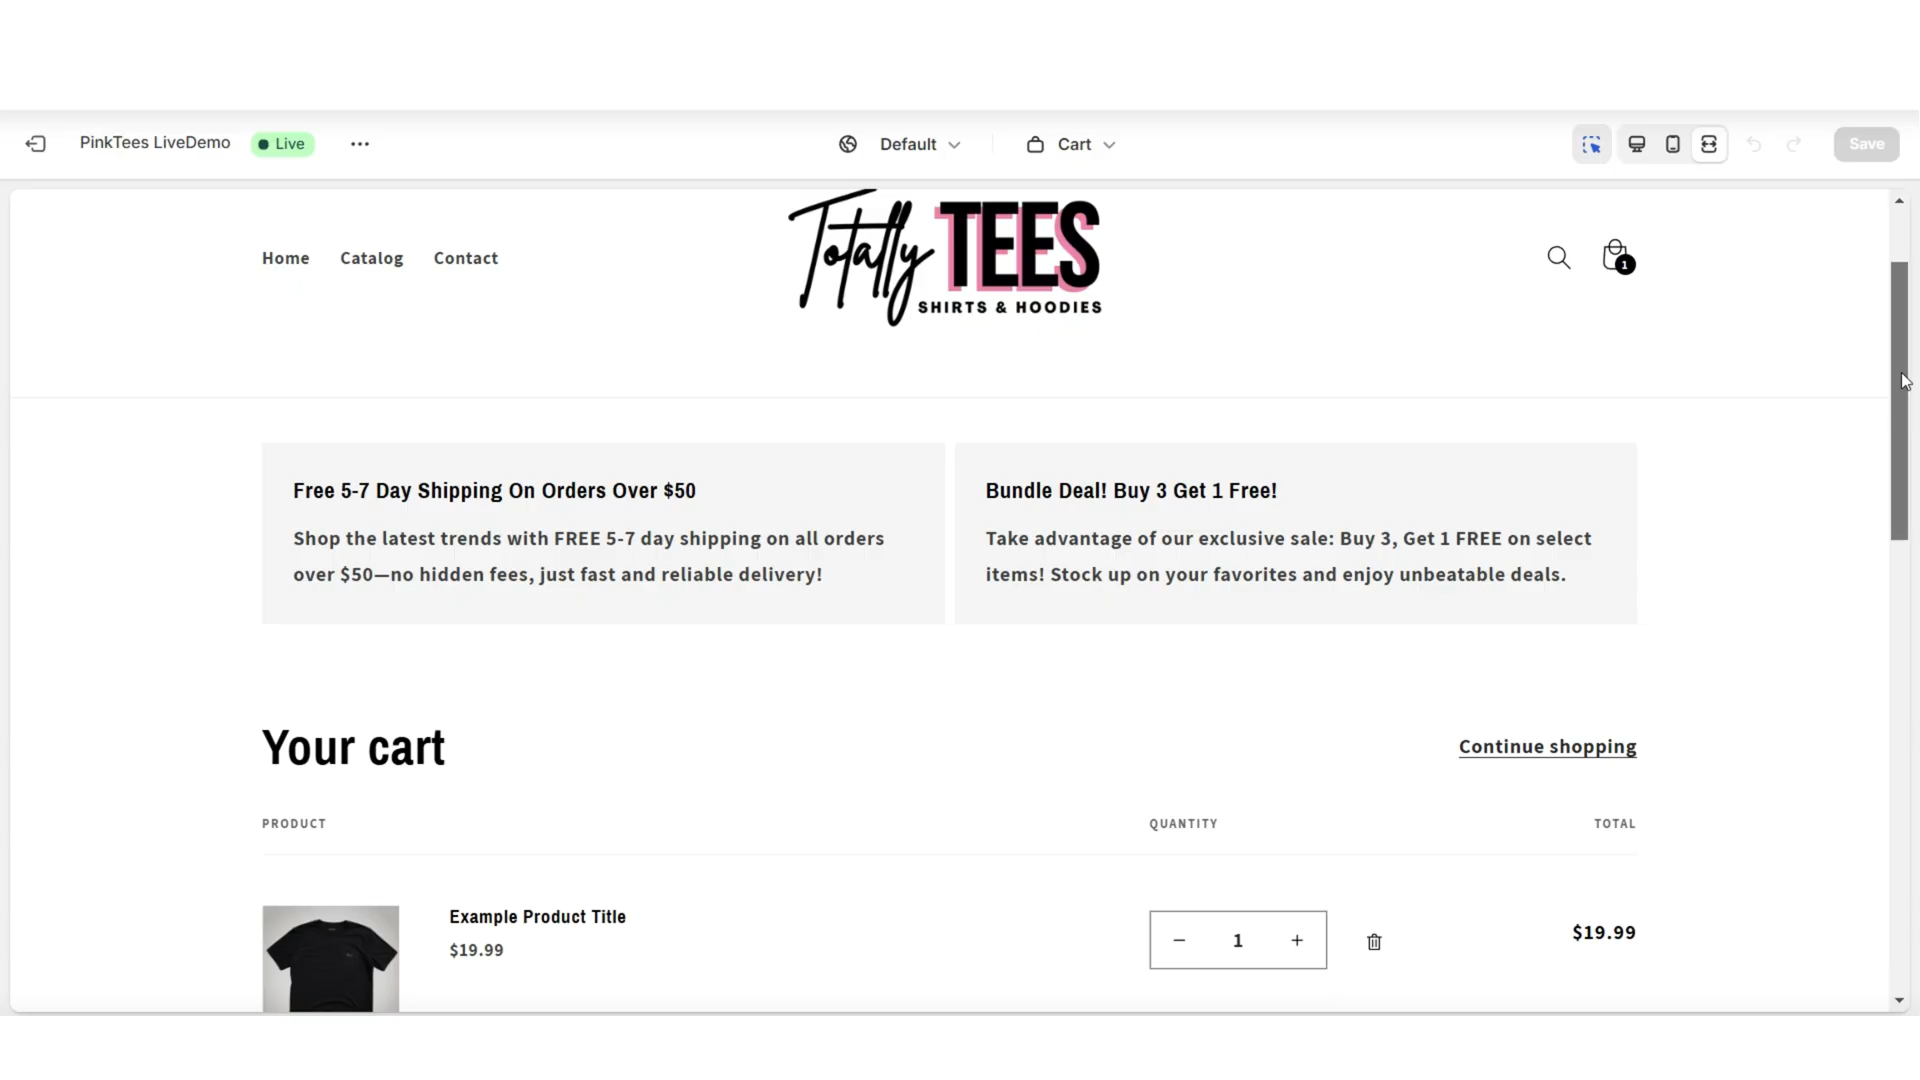 PinkTees LiveDemo
Live
Default
Cart
Save
Home
Catalog
Contact
Totally TEES
SHIRTS & HOODIES
1
Free 5-7 Day Shipping On Orders Over $50
Shop the latest trends with FREE 5-7 day shipping on all orders
over $50—no hidden fees, just fast and reliable delivery!
Bundle Deal! Buy 3 Get 1 Free!
Take advantage of our exclusive sale: Buy 3, Get 1 FREE on select
items! Stock up on your favorites and enjoy unbeatable deals.
Your cart
Continue shopping
PRODUCT
QUANTITY
TOTAL
Example Product Title
$19.99
1
$19.99